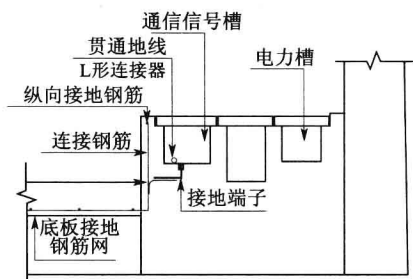 通信信号槽
贯通地线
L形连接器
电力槽
纵向接地钢筋
连接钢筋
接地端子
底板接地
钢筋网